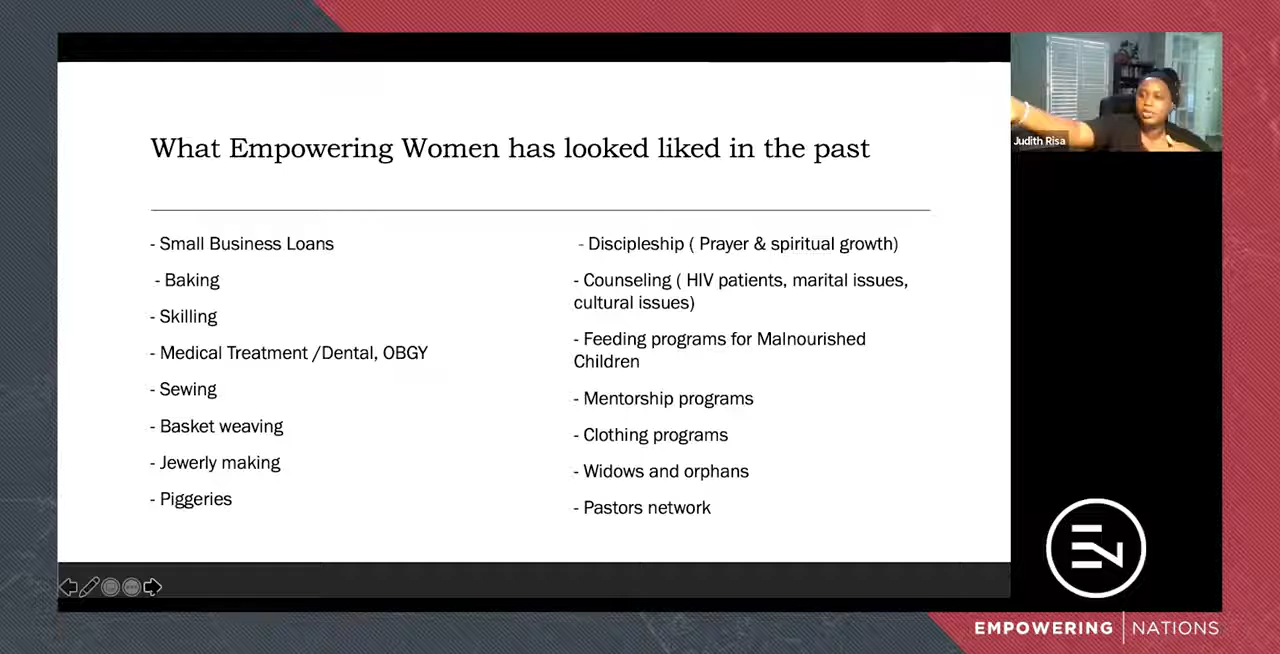 What Empowering Women has looked liked in the past
- Small Business Loans
- Baking
- Skilling
- Medical Treatment /Dental, OBGY
- Sewing
- Basket weaving
- Jewerly making
- Piggeries
- Discipleship ( Prayer & spiritual growth)
- Counseling ( HIV patients, marital issues,
cultural issues)
- Feeding programs for Malnourished
Children
- Mentorship programs
- Clothing programs
- Widows and orphans
- Pastors network
Judith Risa
EN
EMPOWERING | NATIONS